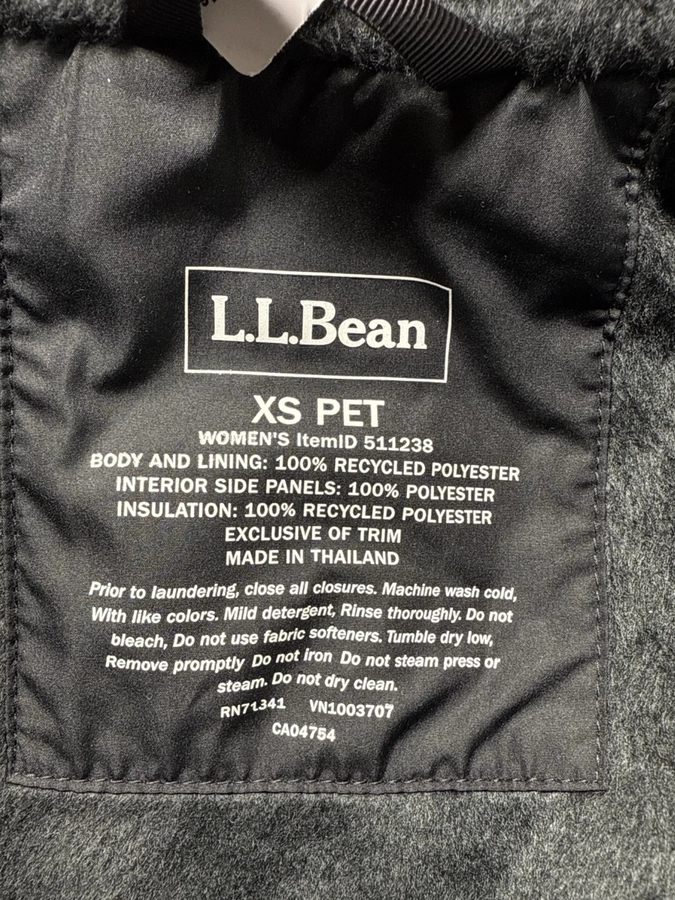 L.L.Bean
XS PET
WOMEN'S ItemID 511238
BODY AND LINING: 100% RECYCLED POLYESTER
INTERIOR SIDE PANELS: 100% POLYESTER
INSULATION: 100% RECYCLED POLYESTER
EXCLUSIVE OF TRIM
MADE IN THAILAND
Prior to laundering, close all closures. Machine wash cold,
With like colors. Mild detergent, Rinse thoroughly. Do not
bleach, Do not use fabric softeners. Tumble dry low,
Remove promptly Do not iron Do not steam press or
steam. Do not dry clean.
RN71341 VN1003707
CA04754